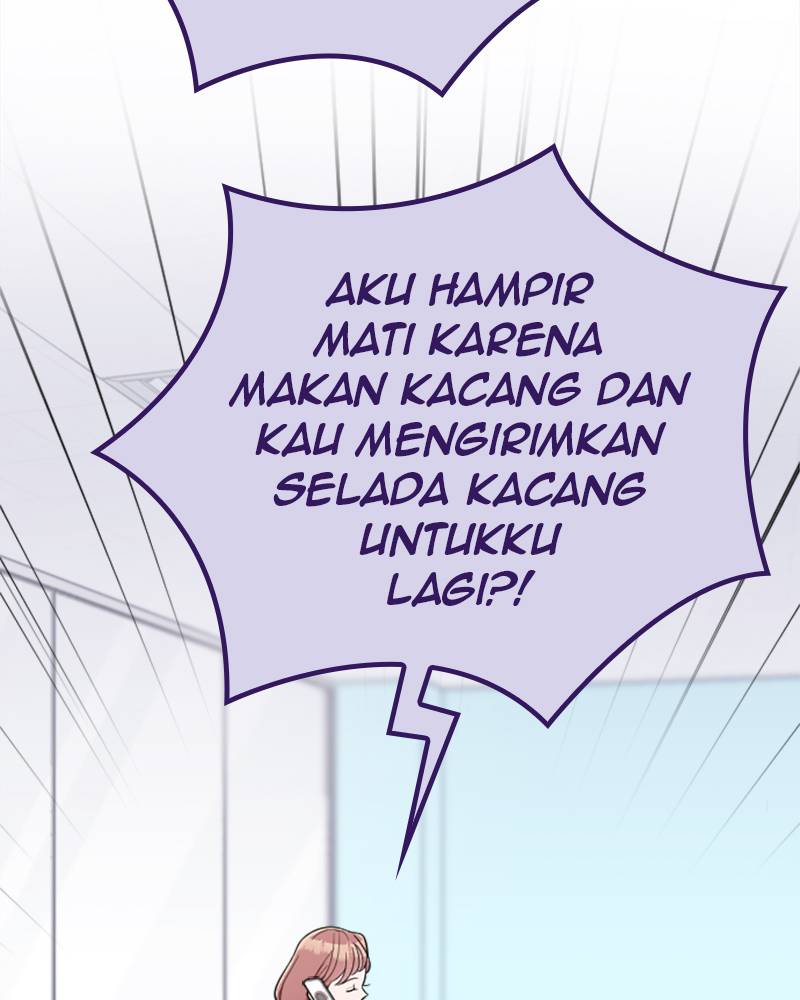 AKU HAMPIR
MATI KARENA
MAKAN KACANG DAN
KAU MENGIRIMKAN
SELADA KACANG
UNTUKKU
LAGI?!